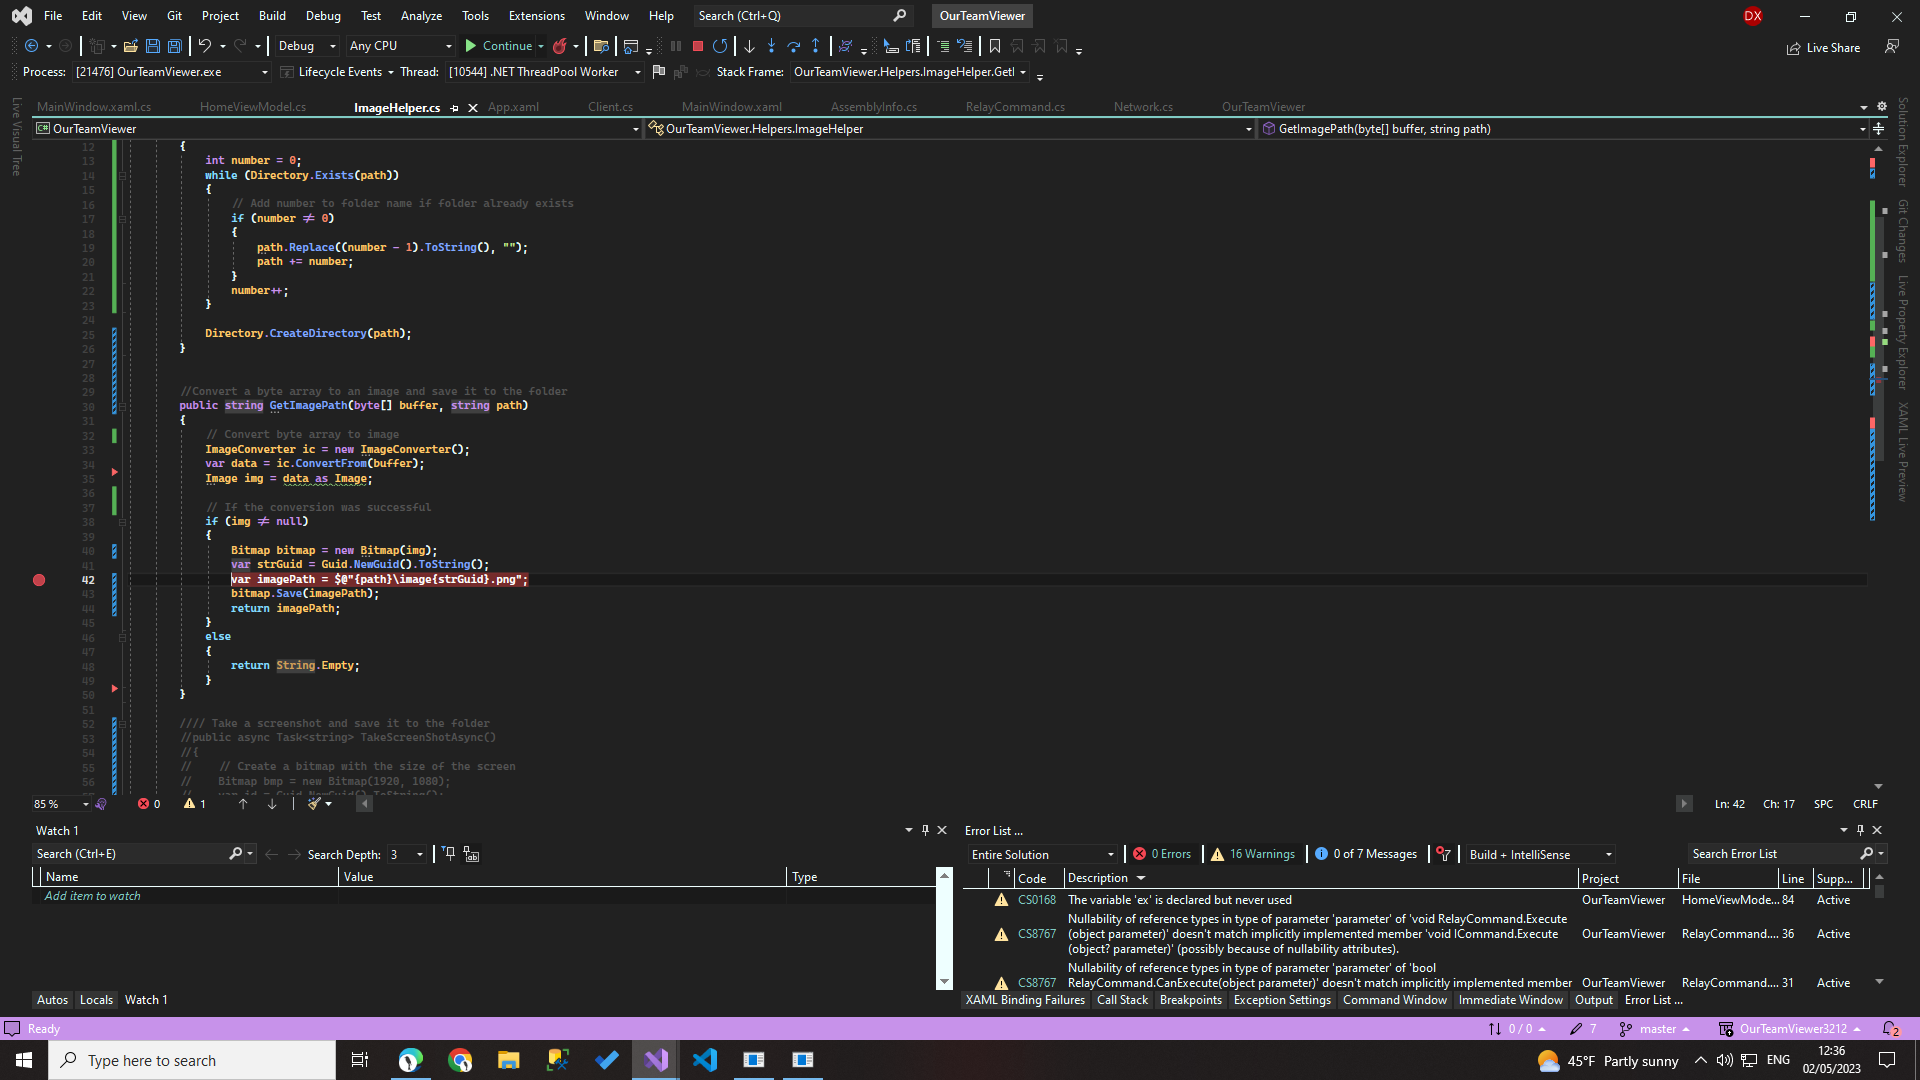 File Edit View Git Project Build Debug Test Analyze Tools Extensions Window Help Search (Ctrl+Q) OurTeamViewer DX
Debug Any CPU Continue Live Share
Process: [21476] OurTeamViewer.exe Lifecycle Events Thread: [10544] .NET ThreadPool Worker Stack Frame: OurTeamViewer.Helpers.ImageHelper.GetI
MainWindow.xaml.cs HomeViewModel.cs ImageHelper.cs App.xaml Client.cs MainWindow.xaml AssemblyInfo.cs RelayCommand.cs Network.cs OurTeamViewer
OurTeamViewer OurTeamViewer.Helpers.ImageHelper GetImagePath(byte[] buffer, string path)
Live Visual Tree
Solution Explorer
Git Changes
Live Property Explorer
XAML Live Preview
12 {
13 int number = 0;
14 while (Directory.Exists(path))
15 {
16 // Add number to folder name if folder already exists
17 if (number ≠ 0)
18 {
19 path.Replace((number - 1).ToString(), "");
20 path += number;
21 }
22 number++;
23 }
24
25 Directory.CreateDirectory(path);
26 }
27
28
29 //Convert a byte array to an image and save it to the folder
30 public string GetImagePath(byte[] buffer, string path)
31 {
32 // Convert byte array to image
33 ImageConverter ic = new ImageConverter();
34 var data = ic.ConvertFrom(buffer);
35 Image img = data as Image;
36
37 // If the conversion was successful
38 if (img ≠ null)
39 {
40 Bitmap bitmap = new Bitmap(img);
41 var strGuid = Guid.NewGuid().ToString();
42 var imagePath = $@"{path}\image{strGuid}.png";
43 bitmap.Save(imagePath);
44 return imagePath;
45 }
46 else
47 {
48 return String.Empty;
49 }
50 }
51
52 //// Take a screenshot and save it to the folder
53 //public async Task<string> TakeScreenShotAsync()
54 //{
55 // // Create a bitmap with the size of the screen
56 // Bitmap bmp = new Bitmap(1920, 1080);
85 % 0 1 Ln: 42 Ch: 17 SPC CRLF
Watch 1
Search (Ctrl+E) Search Depth: 3
Name Value Type
Add item to watch
Autos Locals Watch 1
Error List ...
Entire Solution 0 Errors 16 Warnings 0 of 7 Messages Build + IntelliSense Search Error List
Code Description Project File Line Supp...
CS0168 The variable 'ex' is declared but never used OurTeamViewer HomeViewMode... 84 Active
Nullability of reference types in type of parameter 'parameter' of 'void RelayCommand.Execute
CS8767 (object parameter)' doesn't match implicitly implemented member 'void ICommand.Execute OurTeamViewer RelayCommand.... 36 Active
(object? parameter)' (possibly because of nullability attributes).
Nullability of reference types in type of parameter 'parameter' of 'bool
CS8767 RelayCommand.CanExecute(object parameter)' doesn't match implicitly implemented member OurTeamViewer RelayCommand.... 31 Active
XAML Binding Failures Call Stack Breakpoints Exception Settings Command Window Immediate Window Output Error List ...
Ready 0 / 0 7 master OurTeamViewer3212 2
Type here to search 45°F Partly sunny ENG 12:36
02/05/2023